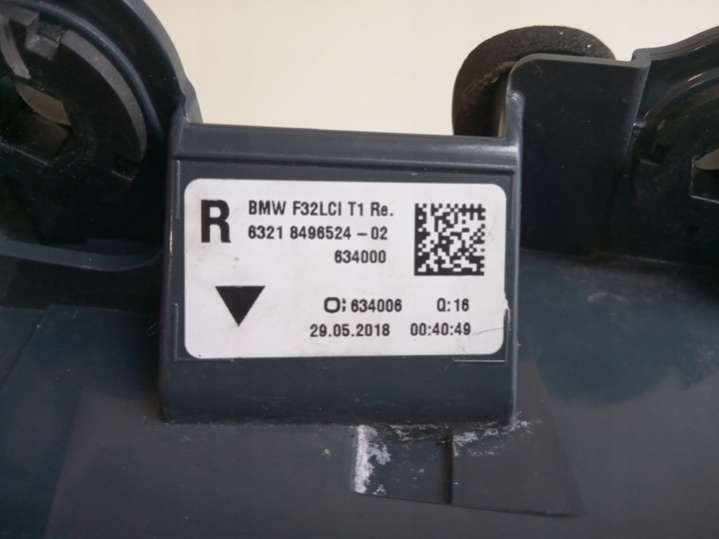 R BMW F32LCI T1 Re.
6321 8496524-02
634000
O; 634006 Q:16
29.05.2018 00:40:49